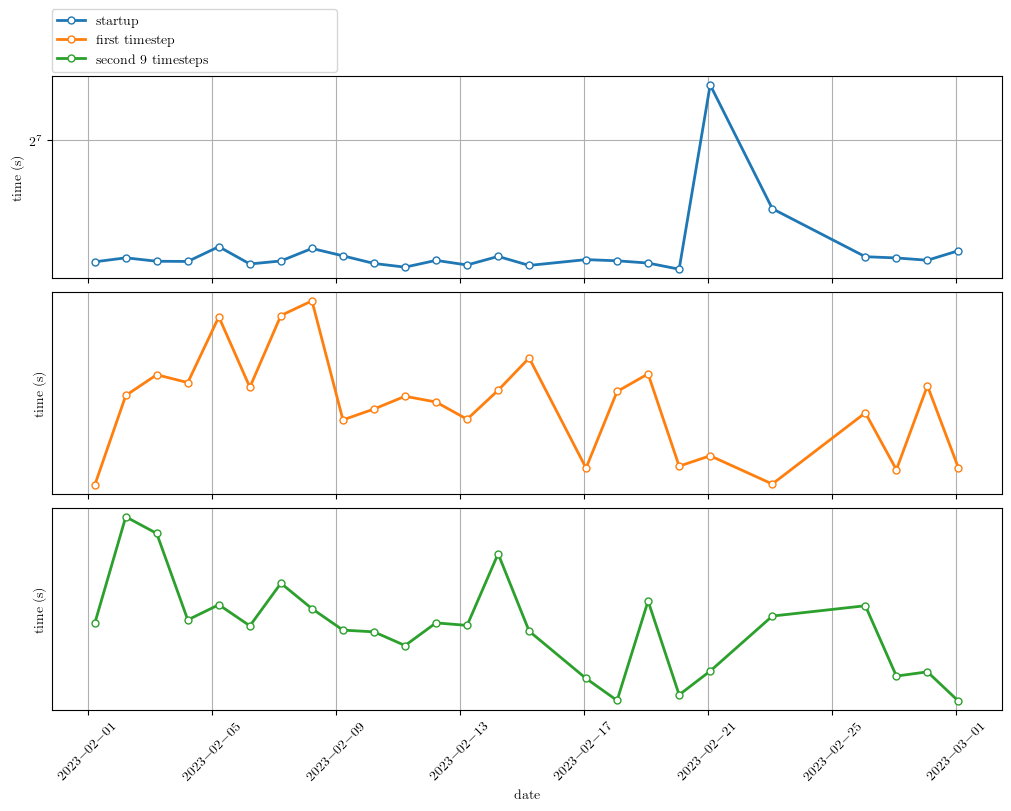 startup
first timestep
second 9 timesteps
2^7
time (s)
time (s)
time (s)
2023−02−01
2023−02−05
2023−02−09
2023−02−13
2023−02−17
2023−02−21
2023−02−25
2023−03−01
date